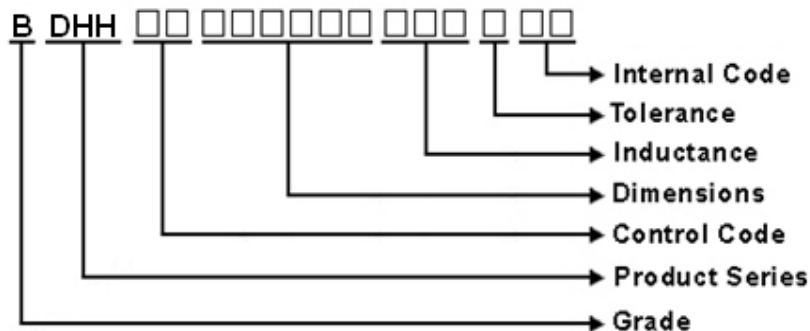 B DHH □□ □□□□□□ □□□ □ □□
Internal Code
Tolerance
Inductance
Dimensions
Control Code
Product Series
Grade